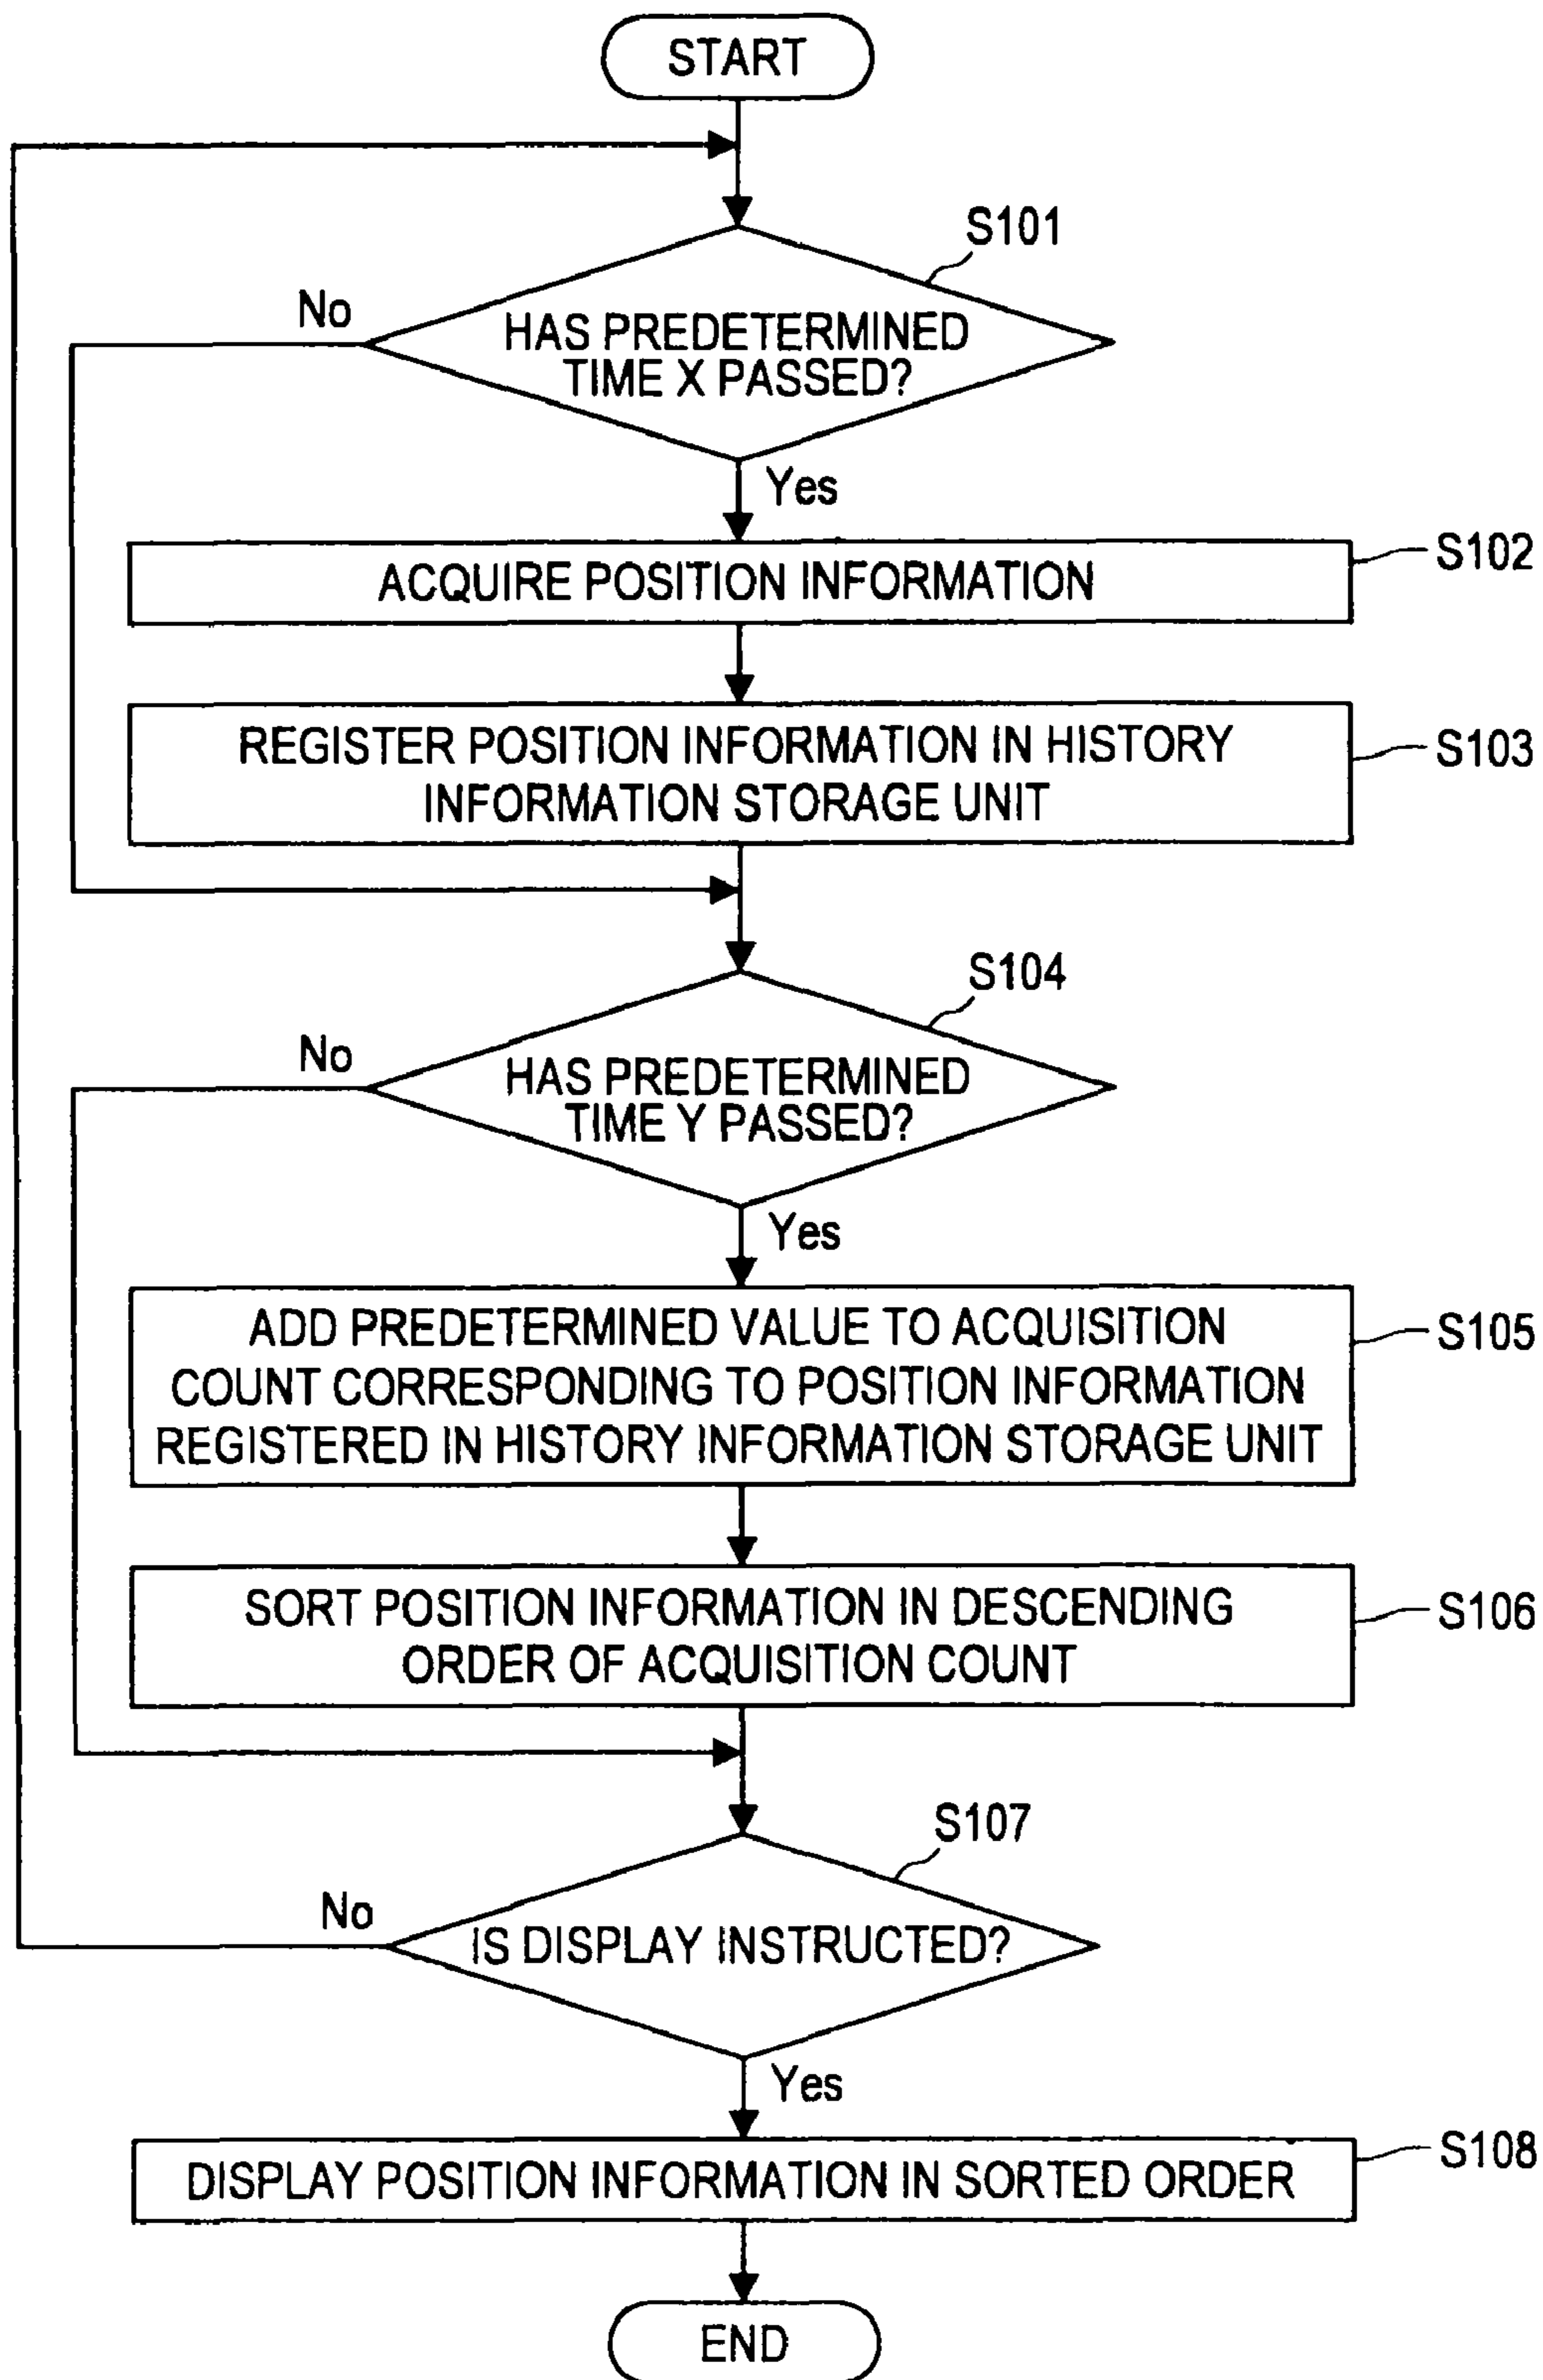 START
S101
No
HAS PREDETERMINED
TIME X PASSED?
Yes
ACQUIRE POSITION INFORMATION
S102
REGISTER POSITION INFORMATION IN HISTORY
INFORMATION STORAGE UNIT
S103
S104
No
HAS PREDETERMINED
TIME Y PASSED?
Yes
ADD PREDETERMINED VALUE TO ACQUISITION
COUNT CORRESPONDING TO POSITION INFORMATION
REGISTERED IN HISTORY INFORMATION STORAGE UNIT
S105
SORT POSITION INFORMATION IN DESCENDING
ORDER OF ACQUISITION COUNT
S106
S107
No
IS DISPLAY INSTRUCTED?
Yes
DISPLAY POSITION INFORMATION IN SORTED ORDER
S108
END